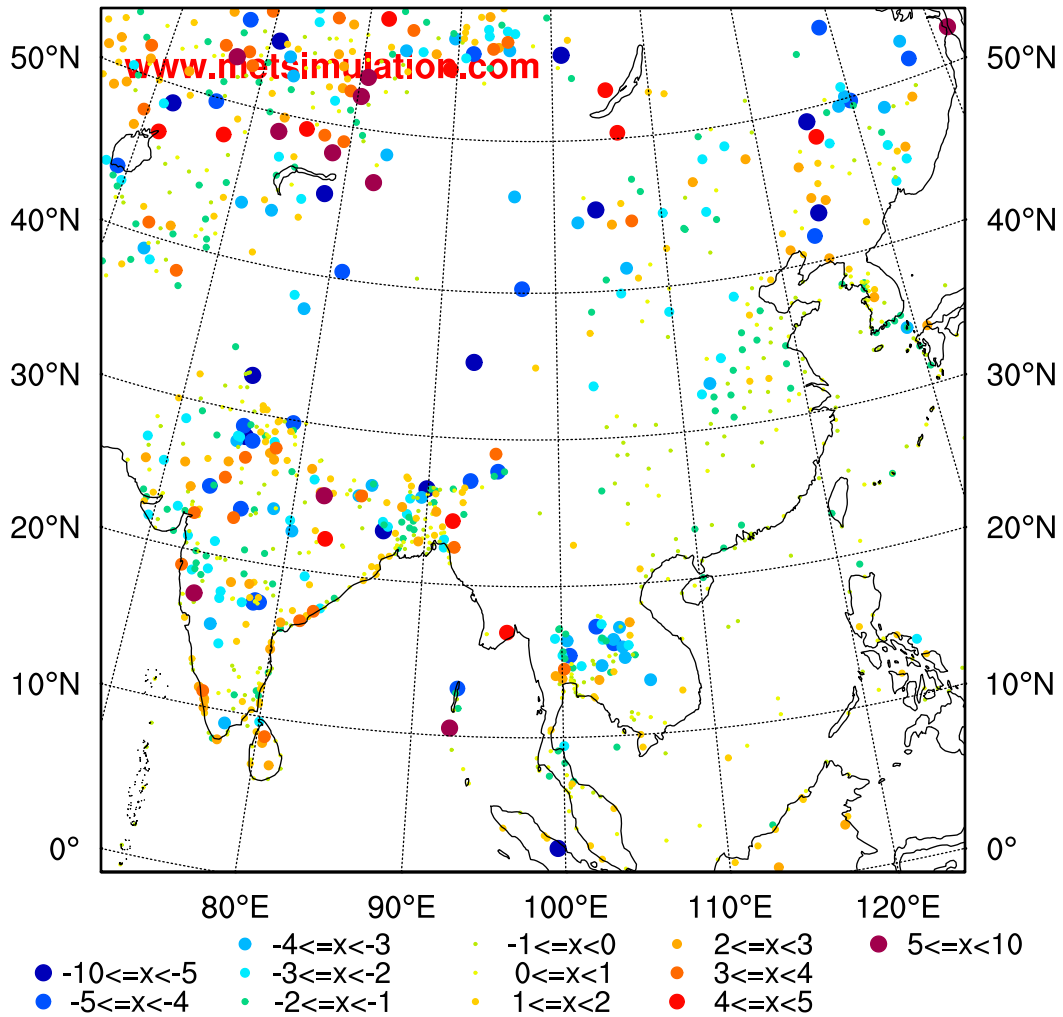 50°N 50°N
www.metsimulation.com
40°N 40°N
30°N 30°N
20°N 20°N
10°N 10°N
0° 0°
80°E 90°E 100°E 110°E 120°E
-4<=x<-3 -1<=x<0 2<=x<3 5<=x<10
-10<=x<-5 -3<=x<-2 0<=x<1 3<=x<4
-5<=x<-4 -2<=x<-1 1<=x<2 4<=x<5